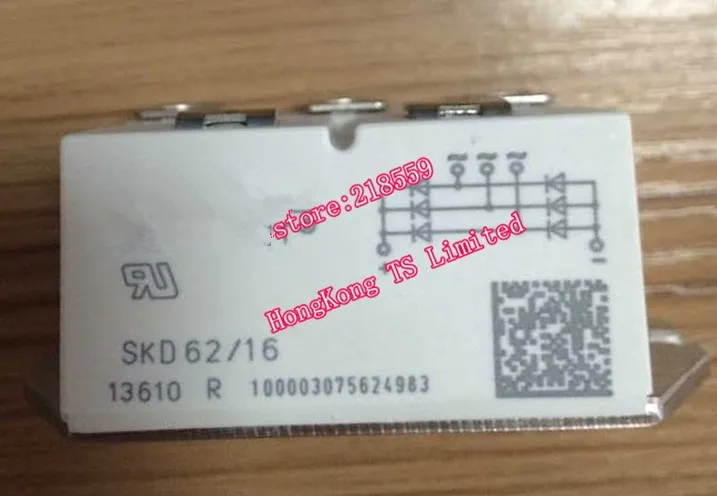 store:218559
HongKong TS Limited
~ ~ ~
+ -
SKD 62/16
13610 R 100003075624983